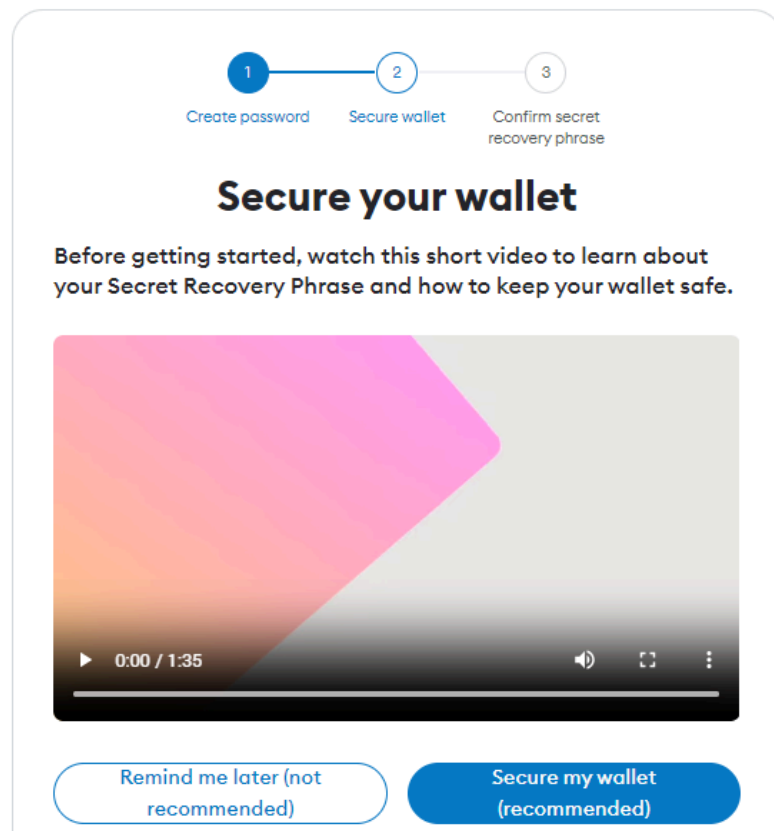 1
2
3
Create password
Secure wallet
Confirm secret
recovery phrase
Secure your wallet
Before getting started, watch this short video to learn about
your Secret Recovery Phrase and how to keep your wallet safe.
0:00 / 1:35
Remind me later (not
recommended)
Secure my wallet
(recommended)